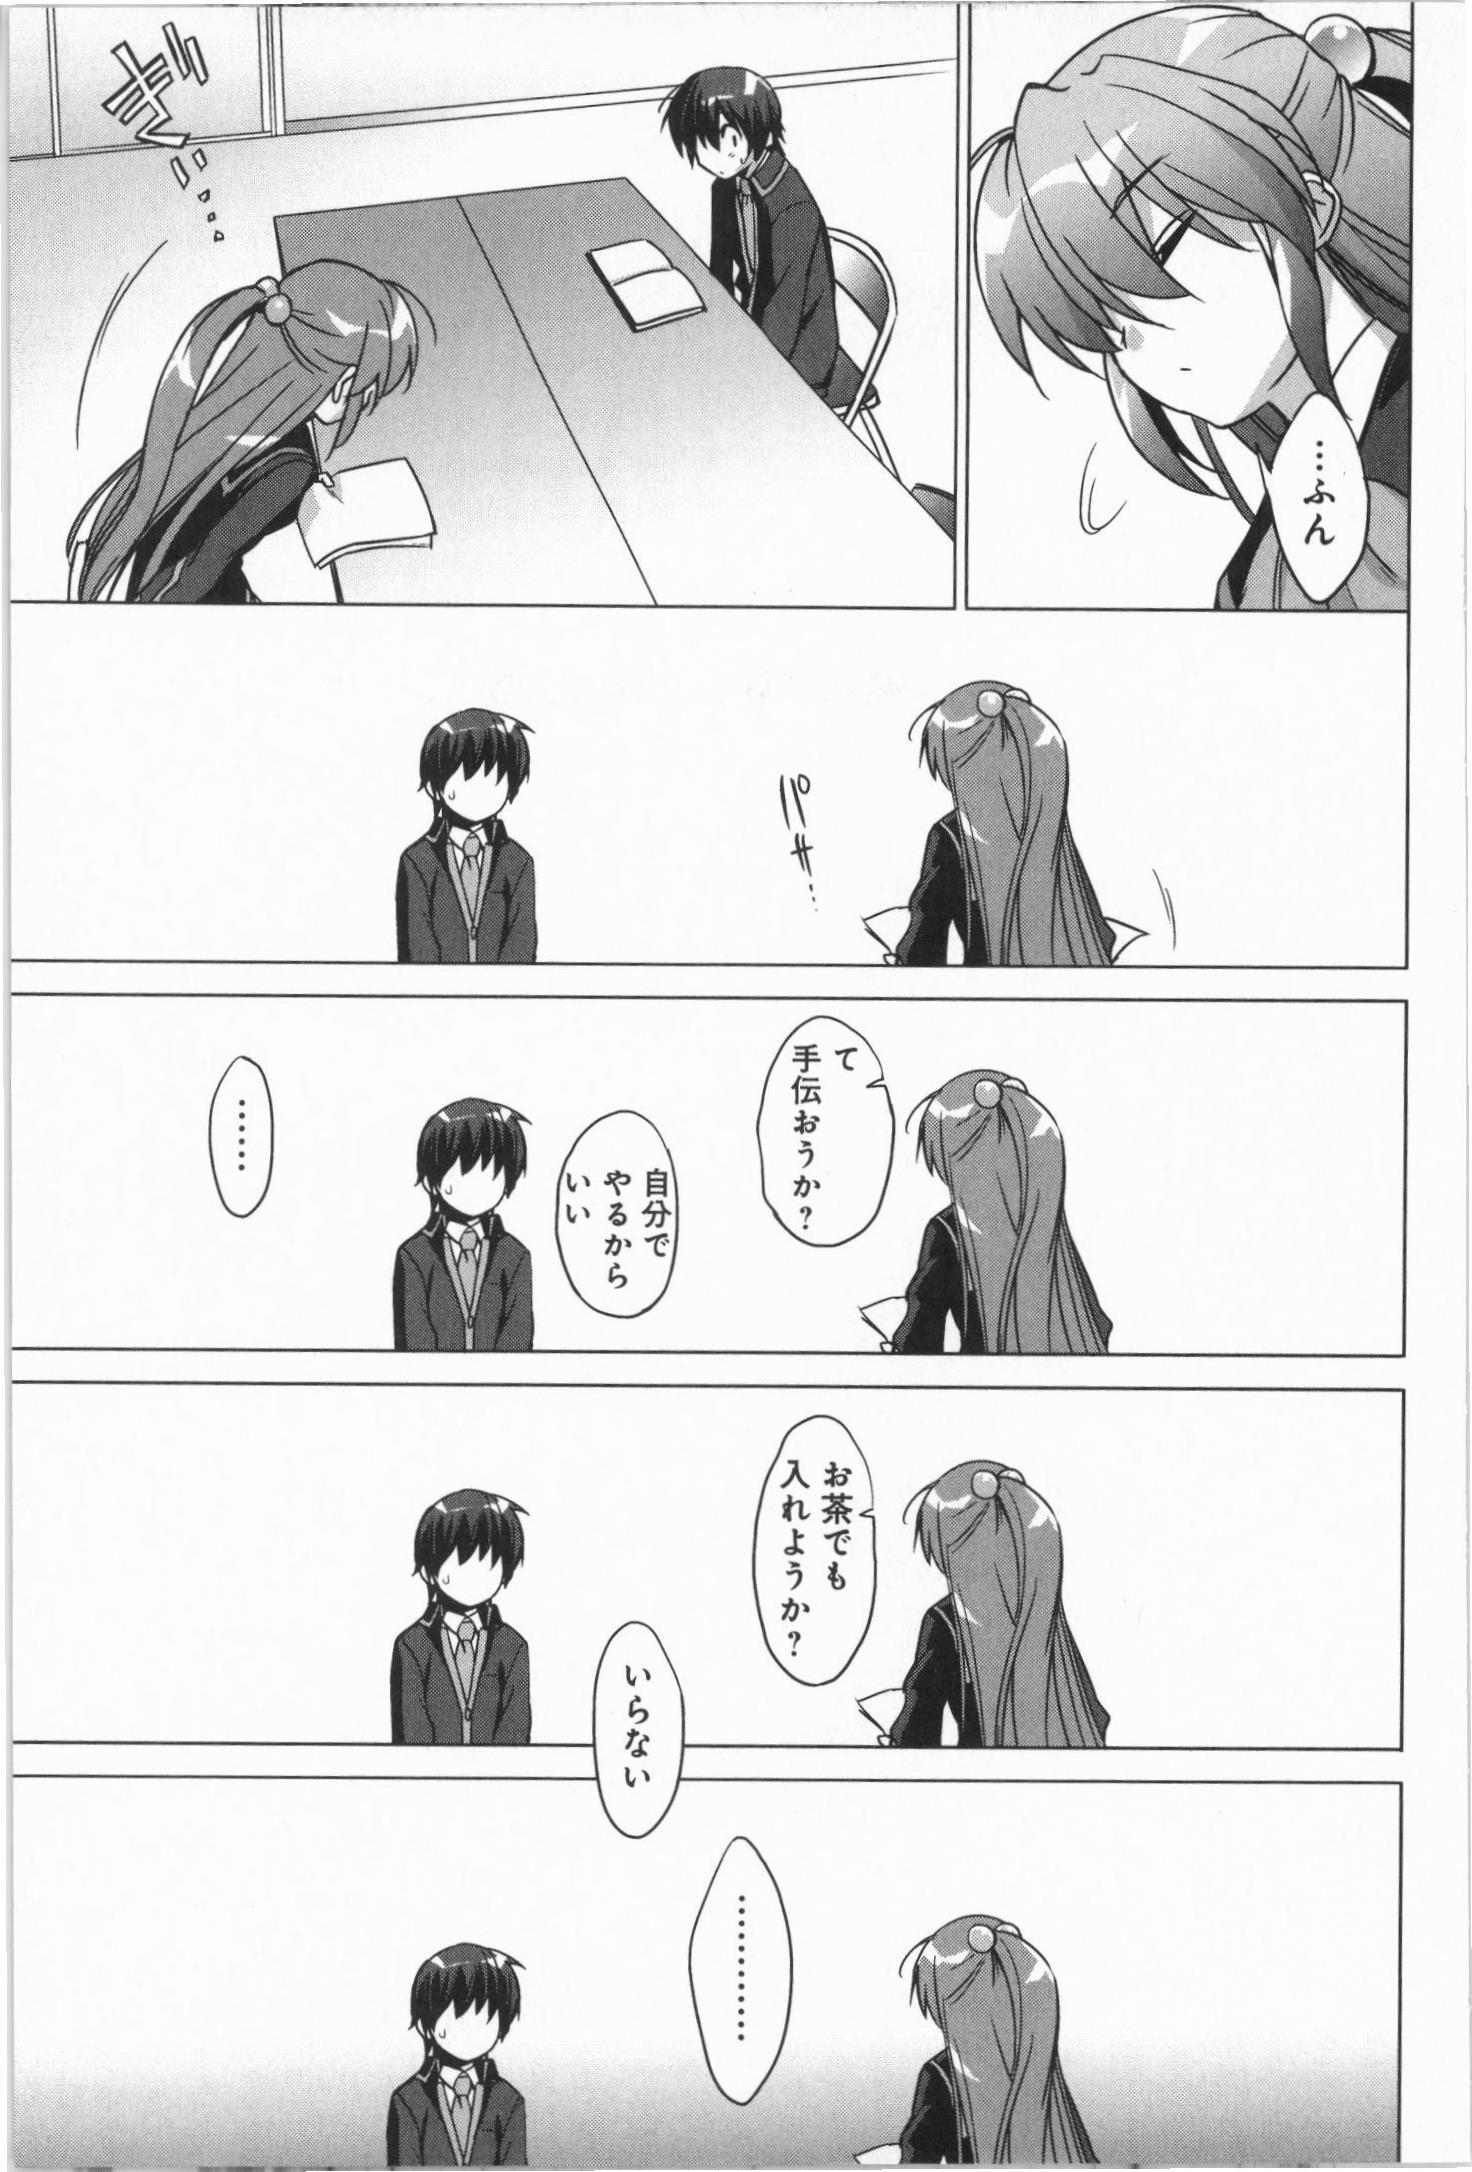 …ふん
ぎし…
パサ…
て
手伝おうか?
自分で
やるから
いい
……
お茶でも
入れようか?
いらない
…………